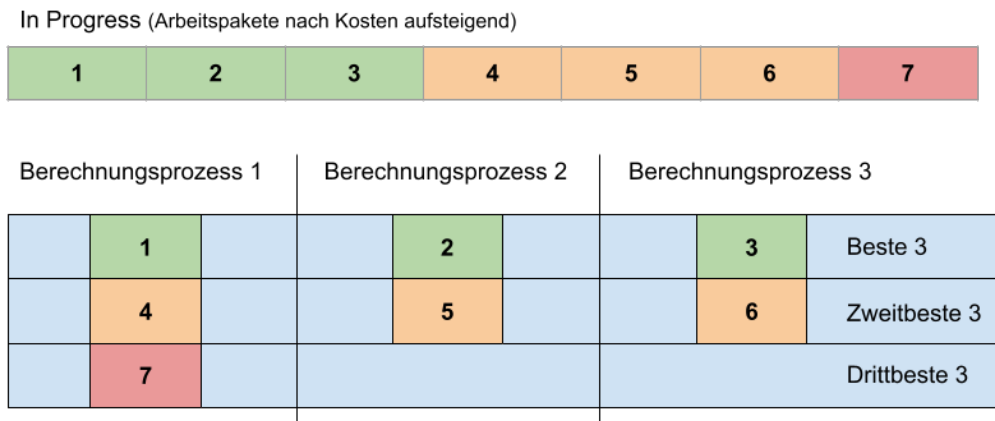 In Progress (Arbeitspakete nach Kosten aufsteigend)
1 2 3 4 5 6 7
Berechnungsprozess 1 Berechnungsprozess 2 Berechnungsprozess 3
1 2 3 Beste 3
4 5 6 Zweitbeste 3
7 Drittbeste 3